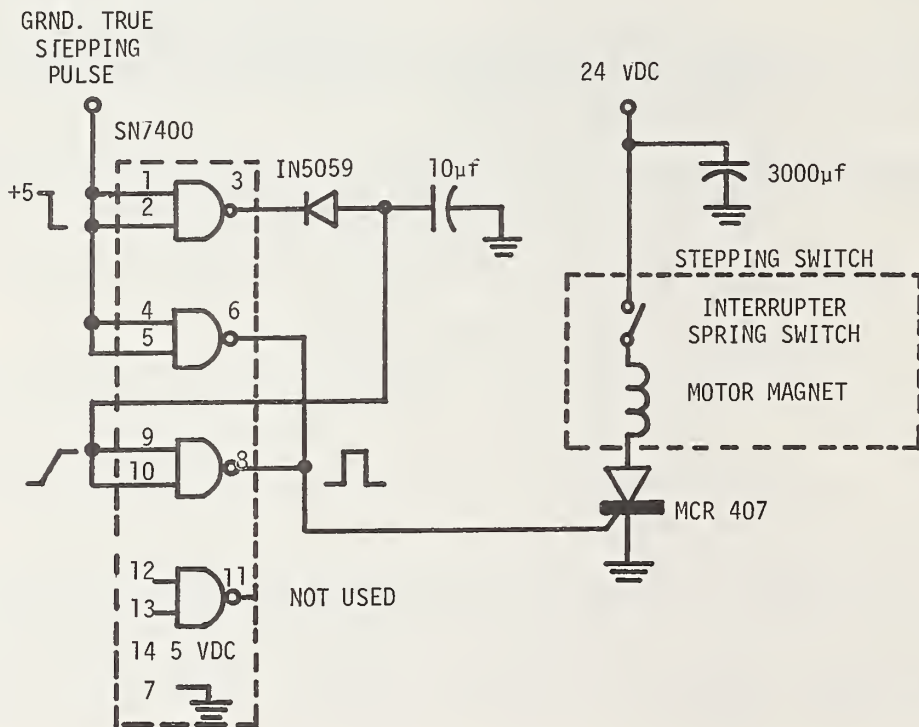 GRND. TRUE
STEPPING
PULSE
SN7400
+5
1
2
3
IN5059
10µf
24 VDC
3000µf
STEPPING SWITCH
INTERRUPTER
SPRING SWITCH
MOTOR MAGNET
4
5
6
9
10
8
MCR 407
12
13
11
NOT USED
14 5 VDC
7